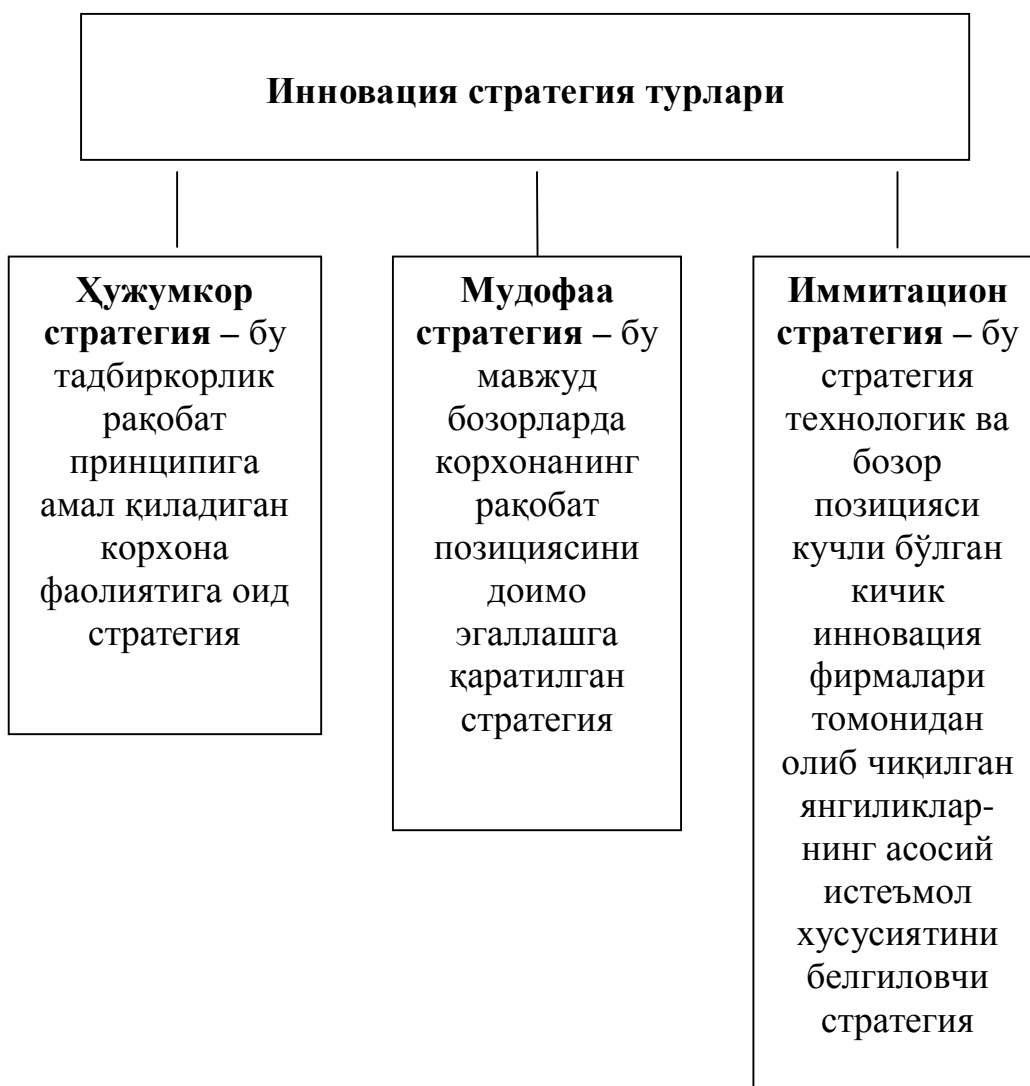 Инновация стратегия турлари
Ҳужумкор
стратегия – бу
тадбиркорлик
рақобат
принципига
амал қиладиган
корхона
фаолиятига оид
стратегия
Мудофаа
стратегия – бу
мавжуд
бозорларда
корхонанинг
рақобат
позициясини
доимо
эгаллашга
қаратилган
стратегия
Иммитацион
стратегия – бу
стратегия
технологик ва
бозор
позицияси
кучли бўлган
кичик
инновация
фирмалари
томонидан
олиб чиқилган
янгиликлар-
нинг асосий
истеъмол
хусусиятини
белгиловчи
стратегия